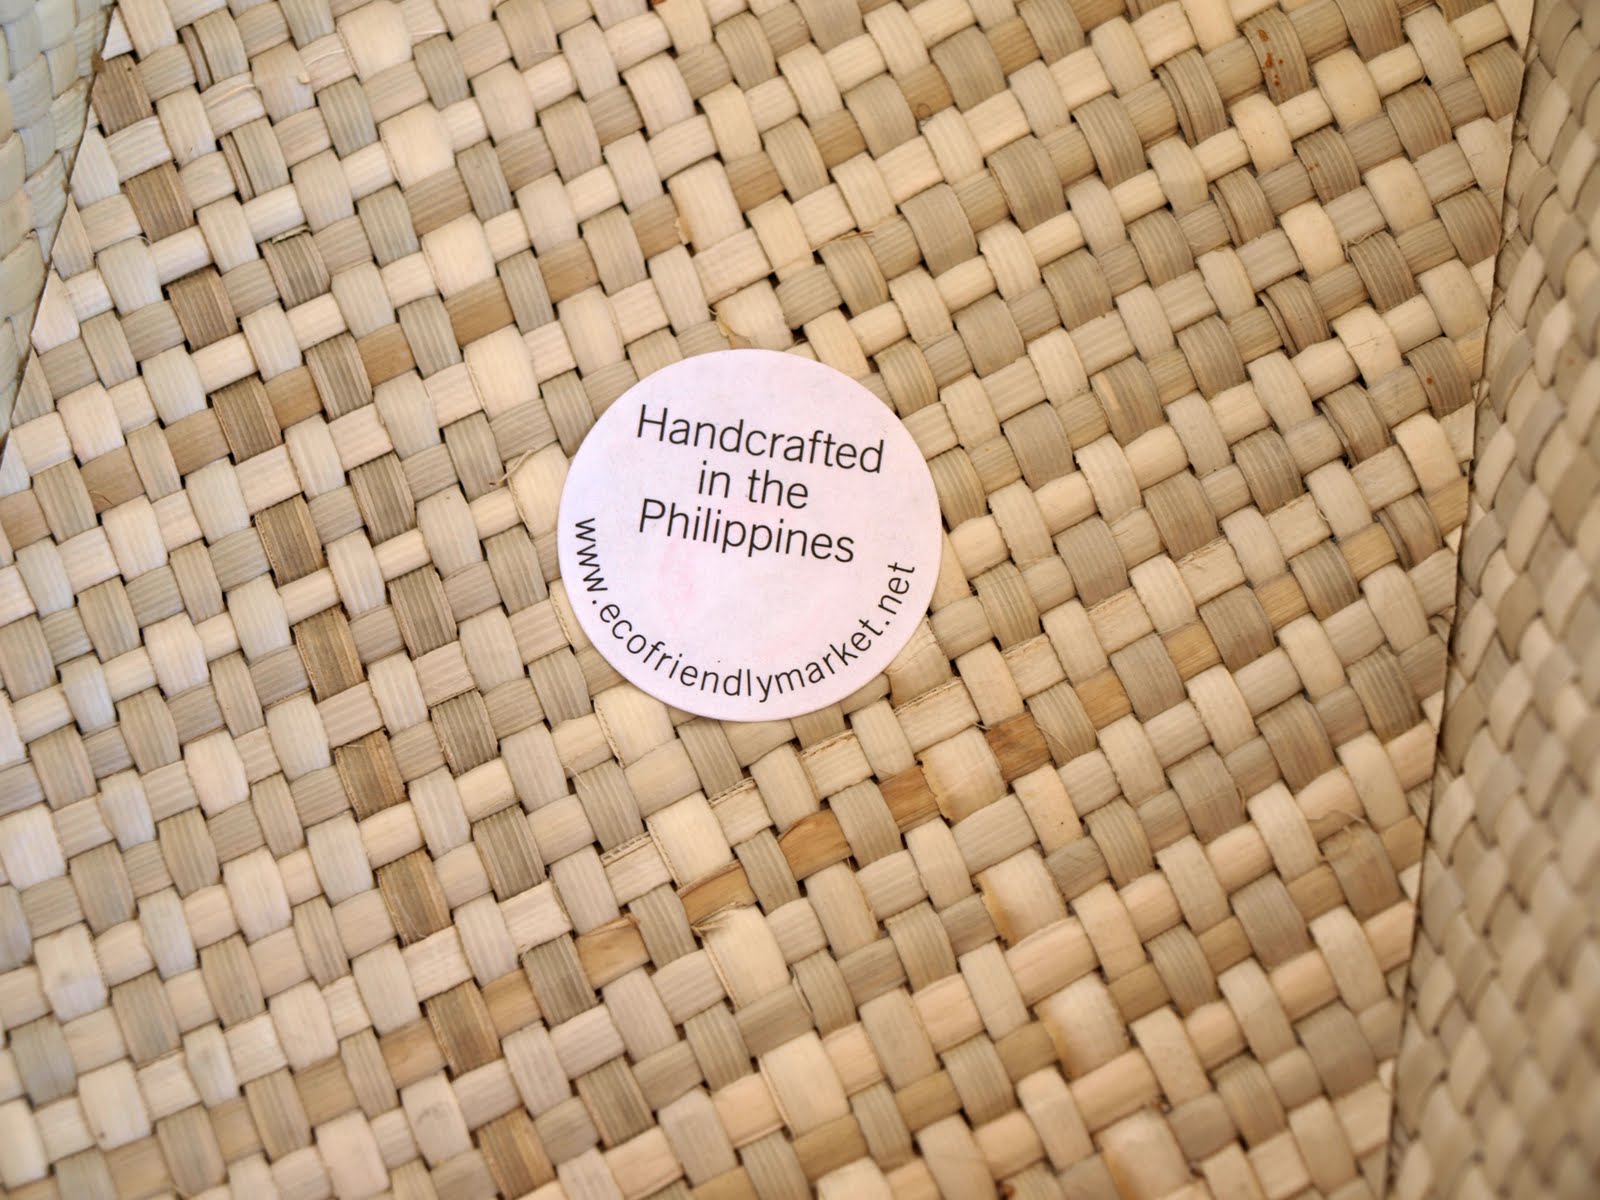 Handcrafted
in the
Philippines
www.ecofriendlymarket.net